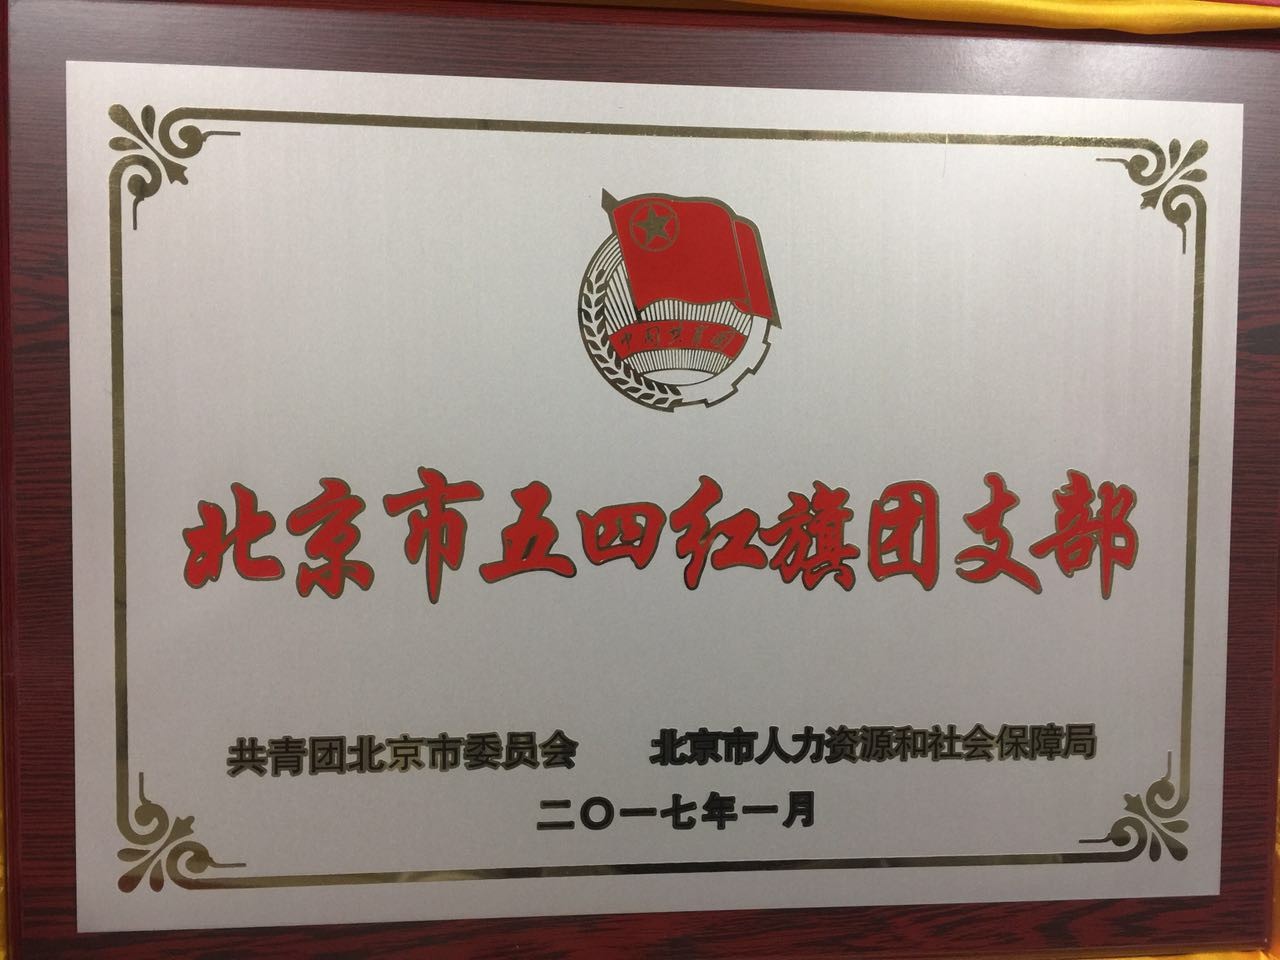 中国共青团
北京市五四红旗团支部
共青团北京市委员会 北京市人力资源和社会保障局
二〇一七年一月